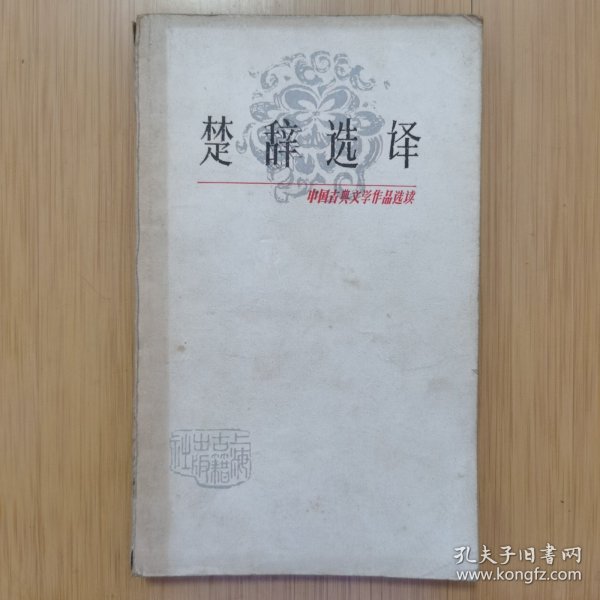 楚辞选译
中国古典文学作品选读
上海
古籍
出版
社
孔夫子旧书网
www.kongfz.com